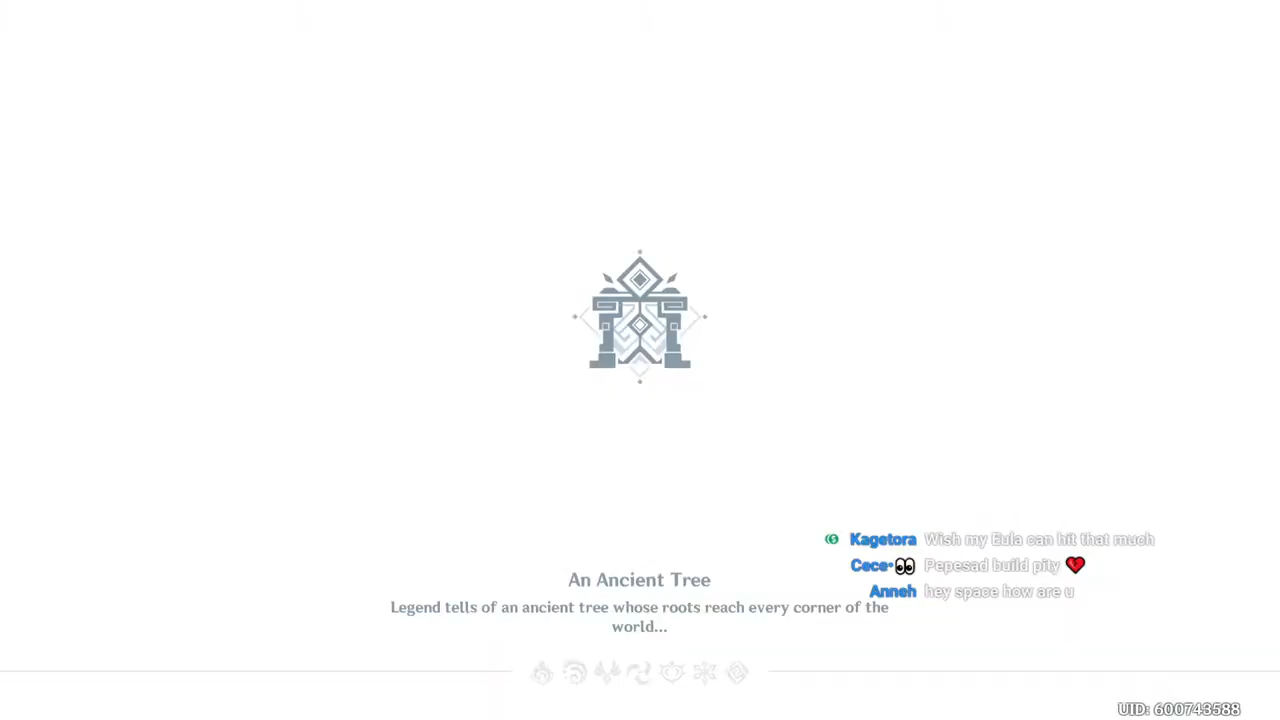 Kagetora Wish my Eula can hit that much
Cece•👀 Pepesad build pity ❤️
An Ancient Tree
Anneh hey space how are u
Legend tells of an ancient tree whose roots reach every corner of the
world...
UID: 600743588